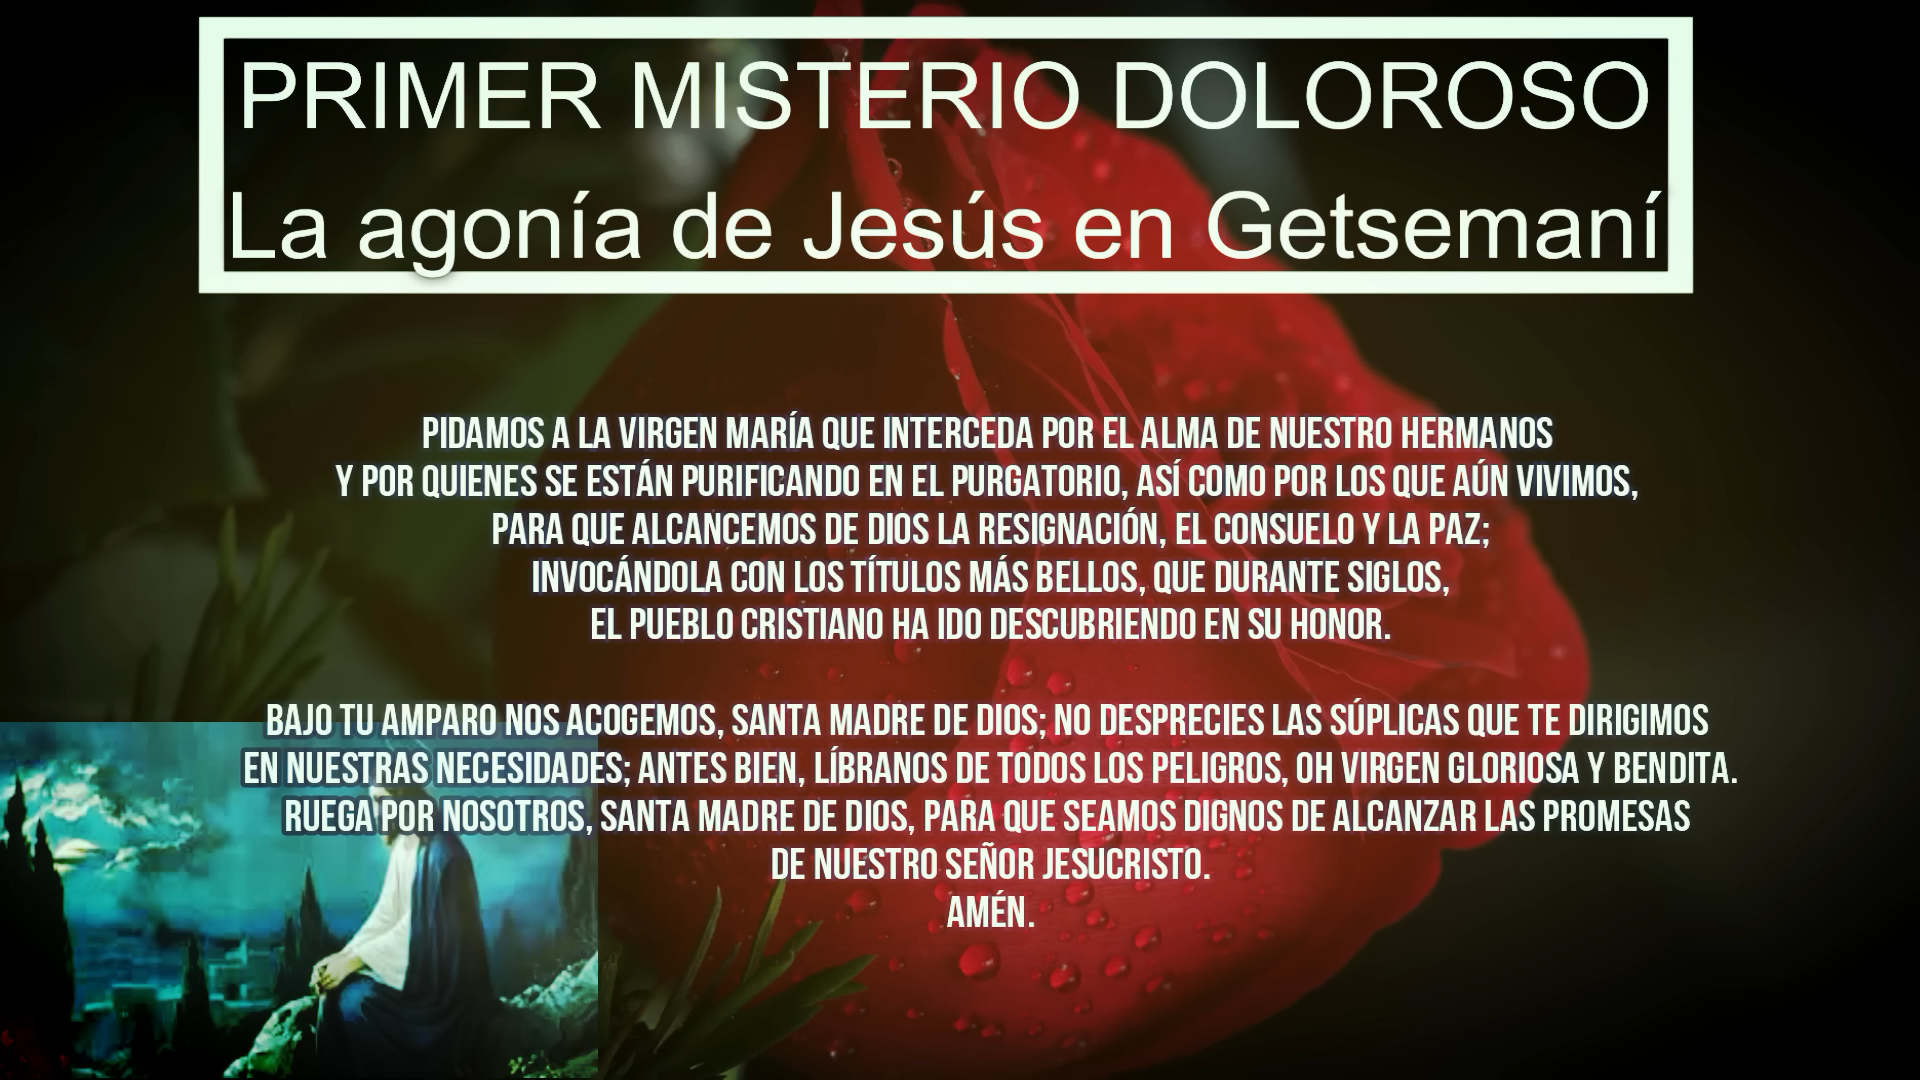 PRIMER MISTERIO DOLOROSO
La agonía de Jesús en Getsemaní
PIDAMOS A LA VIRGEN MARÍA QUE INTERCEDA POR EL ALMA DE NUESTRO HERMANOS
Y POR QUIENES SE ESTÁN PURIFICANDO EN EL PURGATORIO, ASÍ COMO POR LOS QUE AÚN VIVIMOS,
PARA QUE ALCANCEMOS DE DIOS LA RESIGNACIÓN, EL CONSUELO Y LA PAZ;
INVOCÁNDOLA CON LOS TÍTULOS MÁS BELLOS, QUE DURANTE SIGLOS,
EL PUEBLO CRISTIANO HA IDO DESCUBRIENDO EN SU HONOR.
BAJO TU AMPARO NOS ACOGEMOS, SANTA MADRE DE DIOS; NO DESPRECIES LAS SÚPLICAS QUE TE DIRIGIMOS
EN NUESTRAS NECESIDADES; ANTES BIEN, LÍBRANOS DE TODOS LOS PELIGROS, OH VIRGEN GLORIOSA Y BENDITA.
RUEGA POR NOSOTROS, SANTA MADRE DE DIOS, PARA QUE SEAMOS DIGNOS DE ALCANZAR LAS PROMESAS
DE NUESTRO SEÑOR JESUCRISTO.
AMÉN.